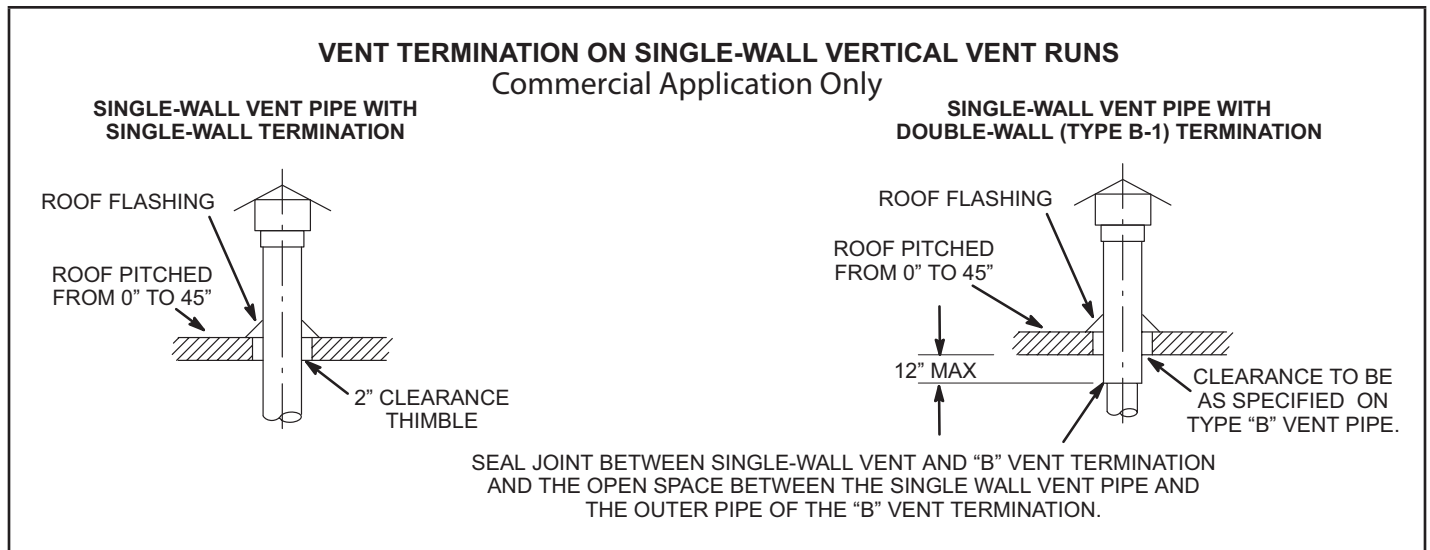 VENT TERMINATION ON SINGLE-WALL VERTICAL VENT RUNS
Commercial Application Only
SINGLE-WALL VENT PIPE WITH
SINGLE-WALL TERMINATION
ROOF FLASHING
ROOF PITCHED
FROM 0” TO 45”
2” CLEARANCE
THIMBLE
SINGLE-WALL VENT PIPE WITH
DOUBLE-WALL (TYPE B-1) TERMINATION
ROOF FLASHING
ROOF PITCHED
FROM 0” TO 45”
12” MAX
CLEARANCE TO BE
AS SPECIFIED ON
TYPE “B” VENT PIPE.
SEAL JOINT BETWEEN SINGLE-WALL VENT AND “B” VENT TERMINATION
AND THE OPEN SPACE BETWEEN THE SINGLE WALL VENT PIPE AND
THE OUTER PIPE OF THE “B” VENT TERMINATION.